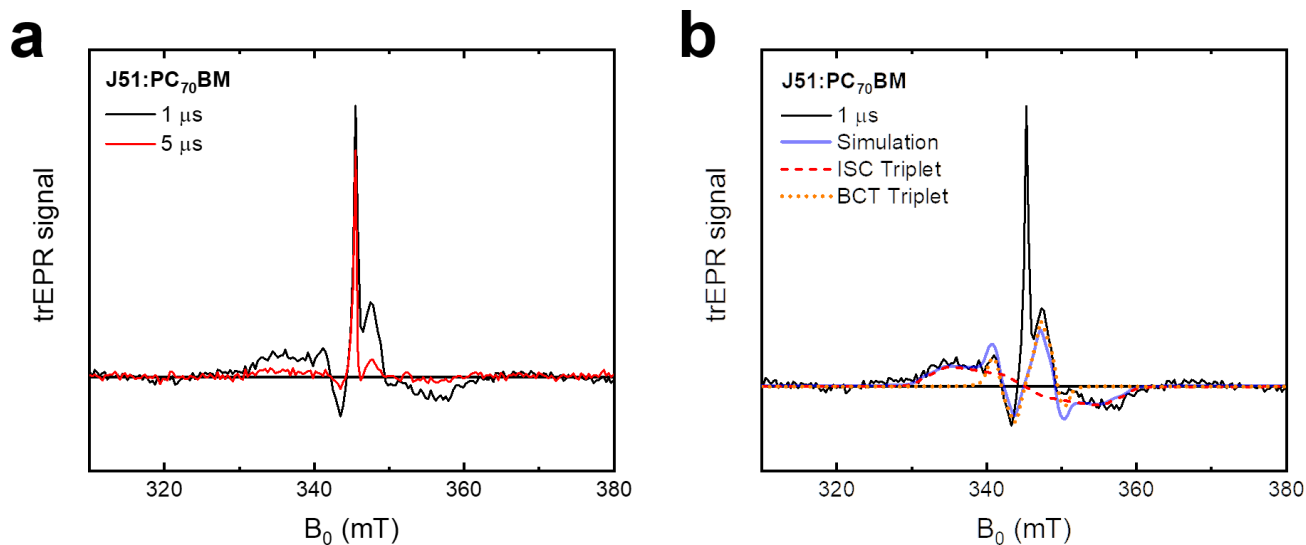 a
J51:PC₇₀BM
1 μs
5 μs
trEPR signal
320
340
360
380
B₀ (mT)
b
J51:PC₇₀BM
1 μs
Simulation
ISC Triplet
BCT Triplet
trEPR signal
320
340
360
380
B₀ (mT)